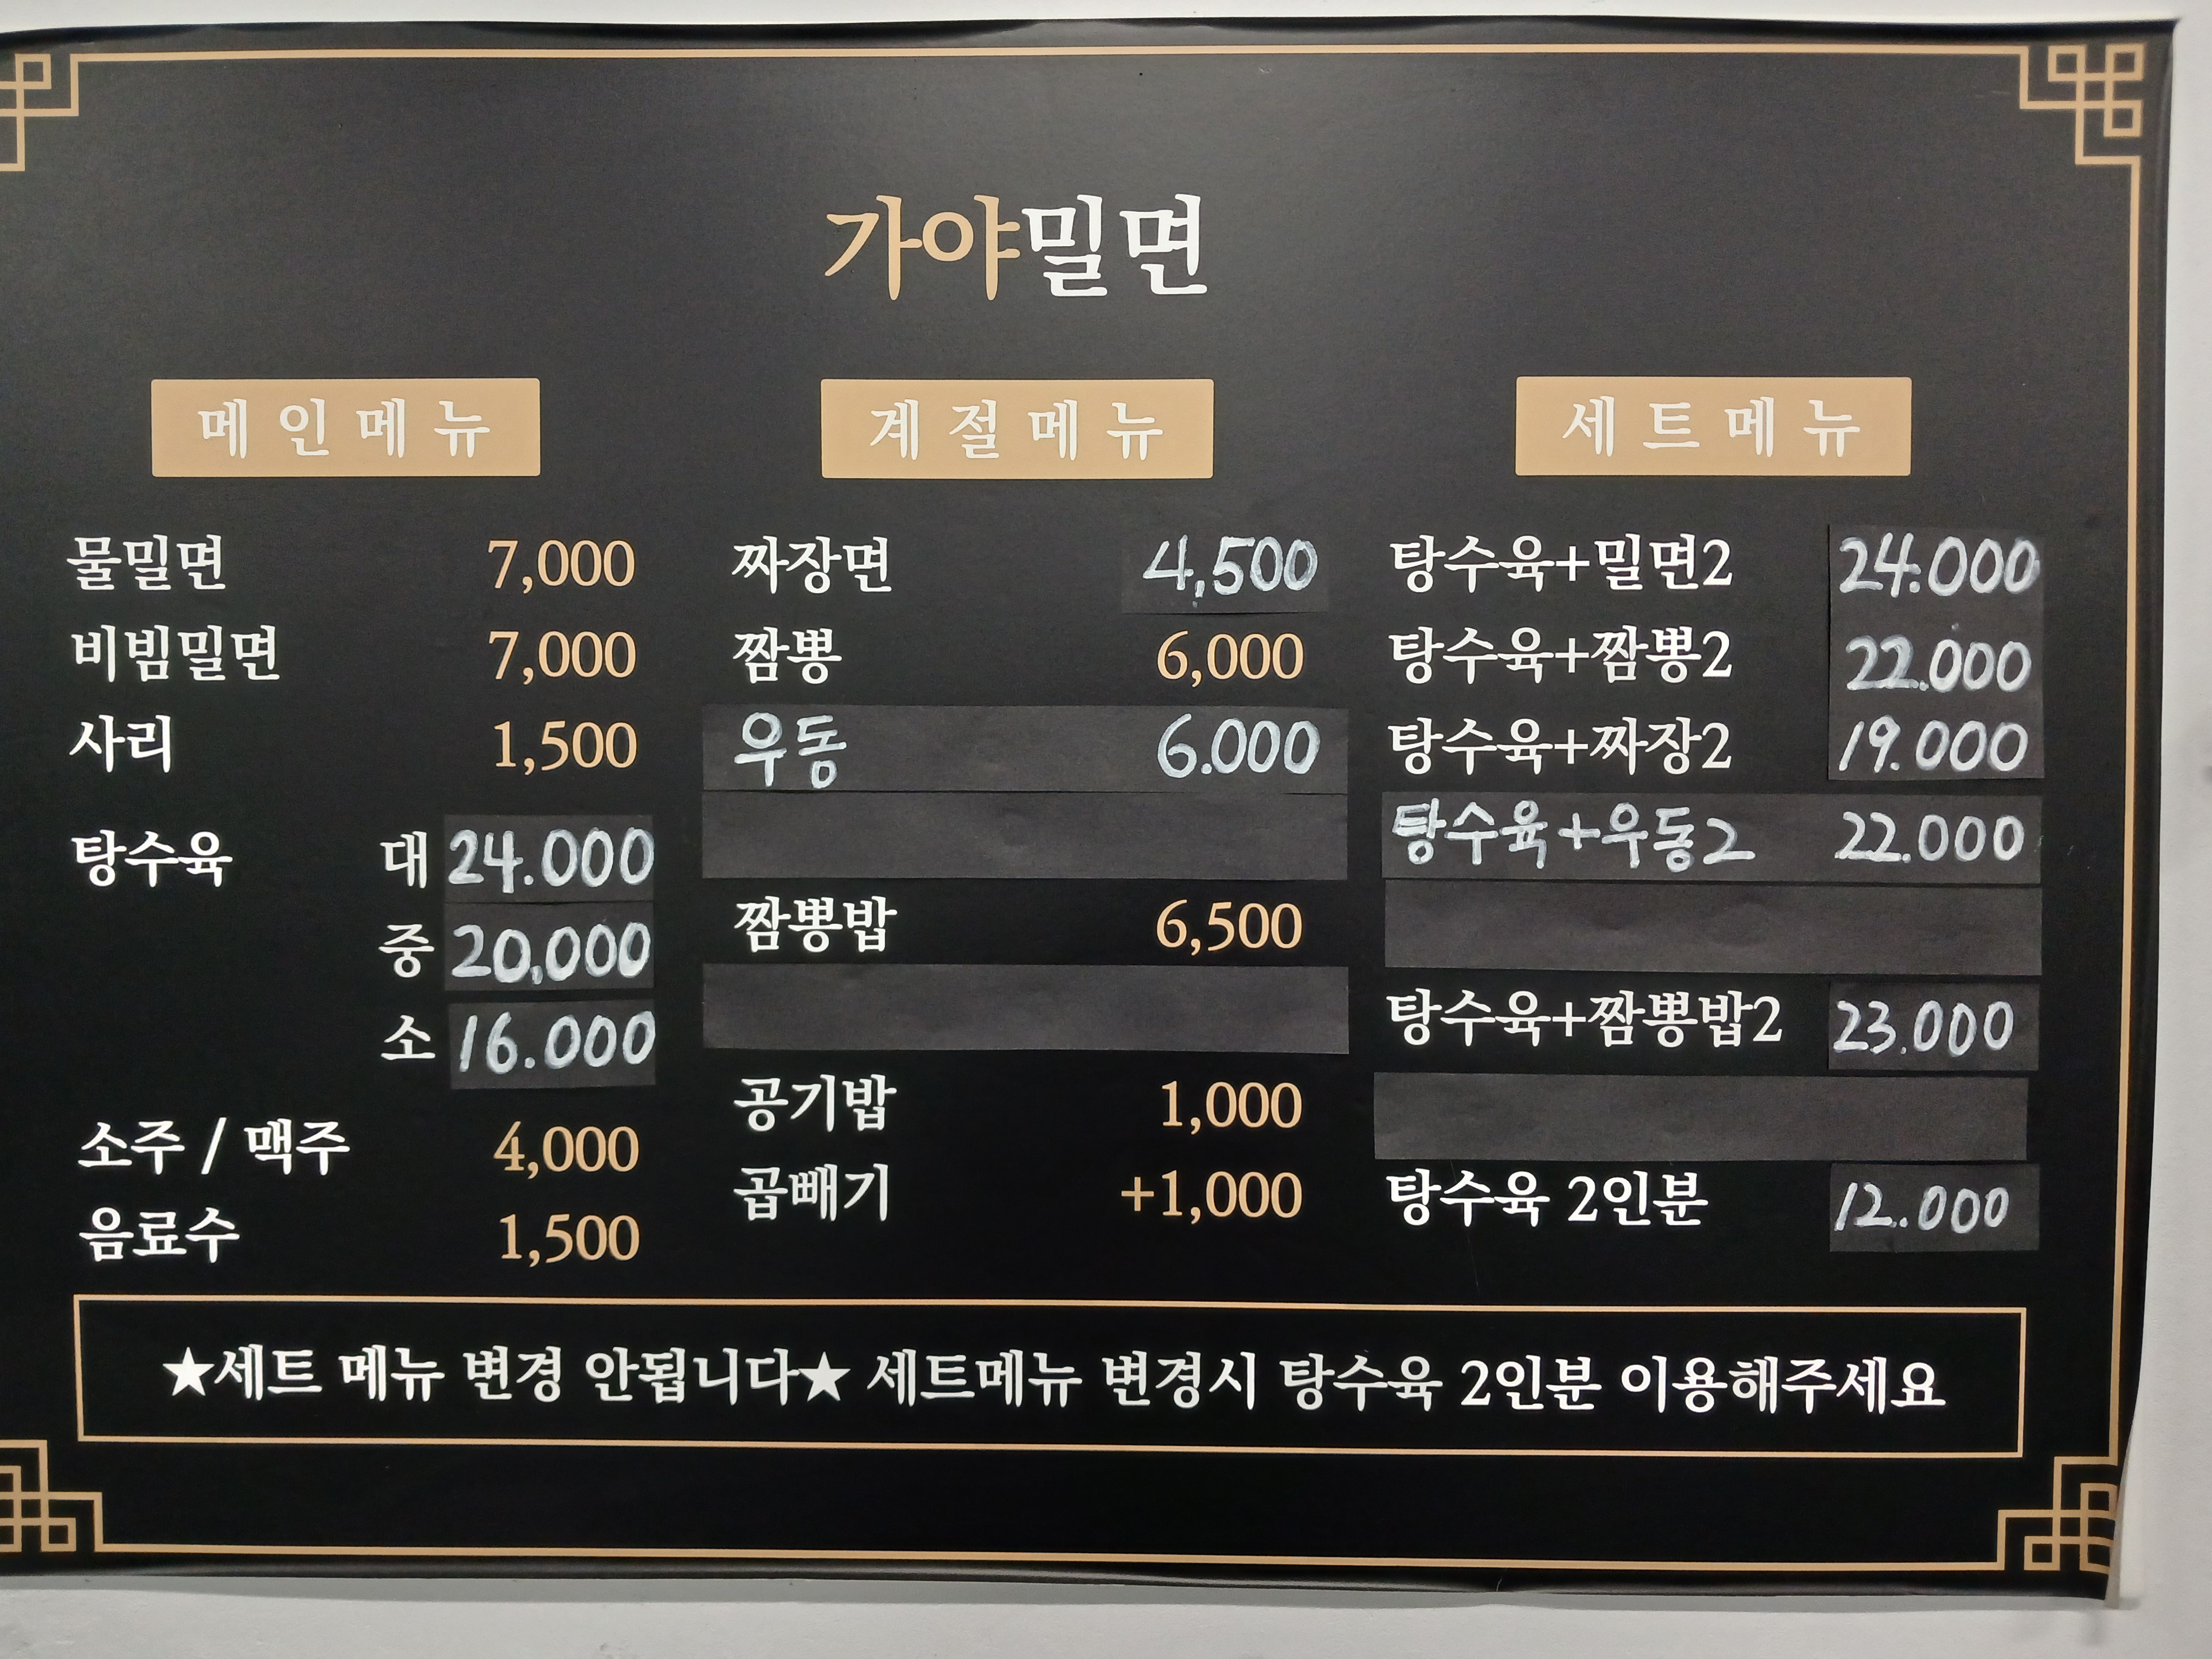 가야밀면
메인메뉴
물밀면 7,000
비빔밀면 7,000
사리 1,500
탕수육 대 24.000
중 20,000
소 16.000
소주 / 맥주 4,000
음료수 1,500
계절메뉴
짜장면 4,500
짬뽕 6,000
우동 6.000
짬뽕밥 6,500
공기밥 1,000
곱빼기 +1,000
세트메뉴
탕수육+밀면2 24.000
탕수육+짬뽕2 22.000
탕수육+짜장2 19.000
탕수육+우동2 22.000
탕수육+짬뽕밥2 23.000
탕수육 2인분 12.000
★세트 메뉴 변경 안됩니다★ 세트메뉴 변경시 탕수육 2인분 이용해주세요